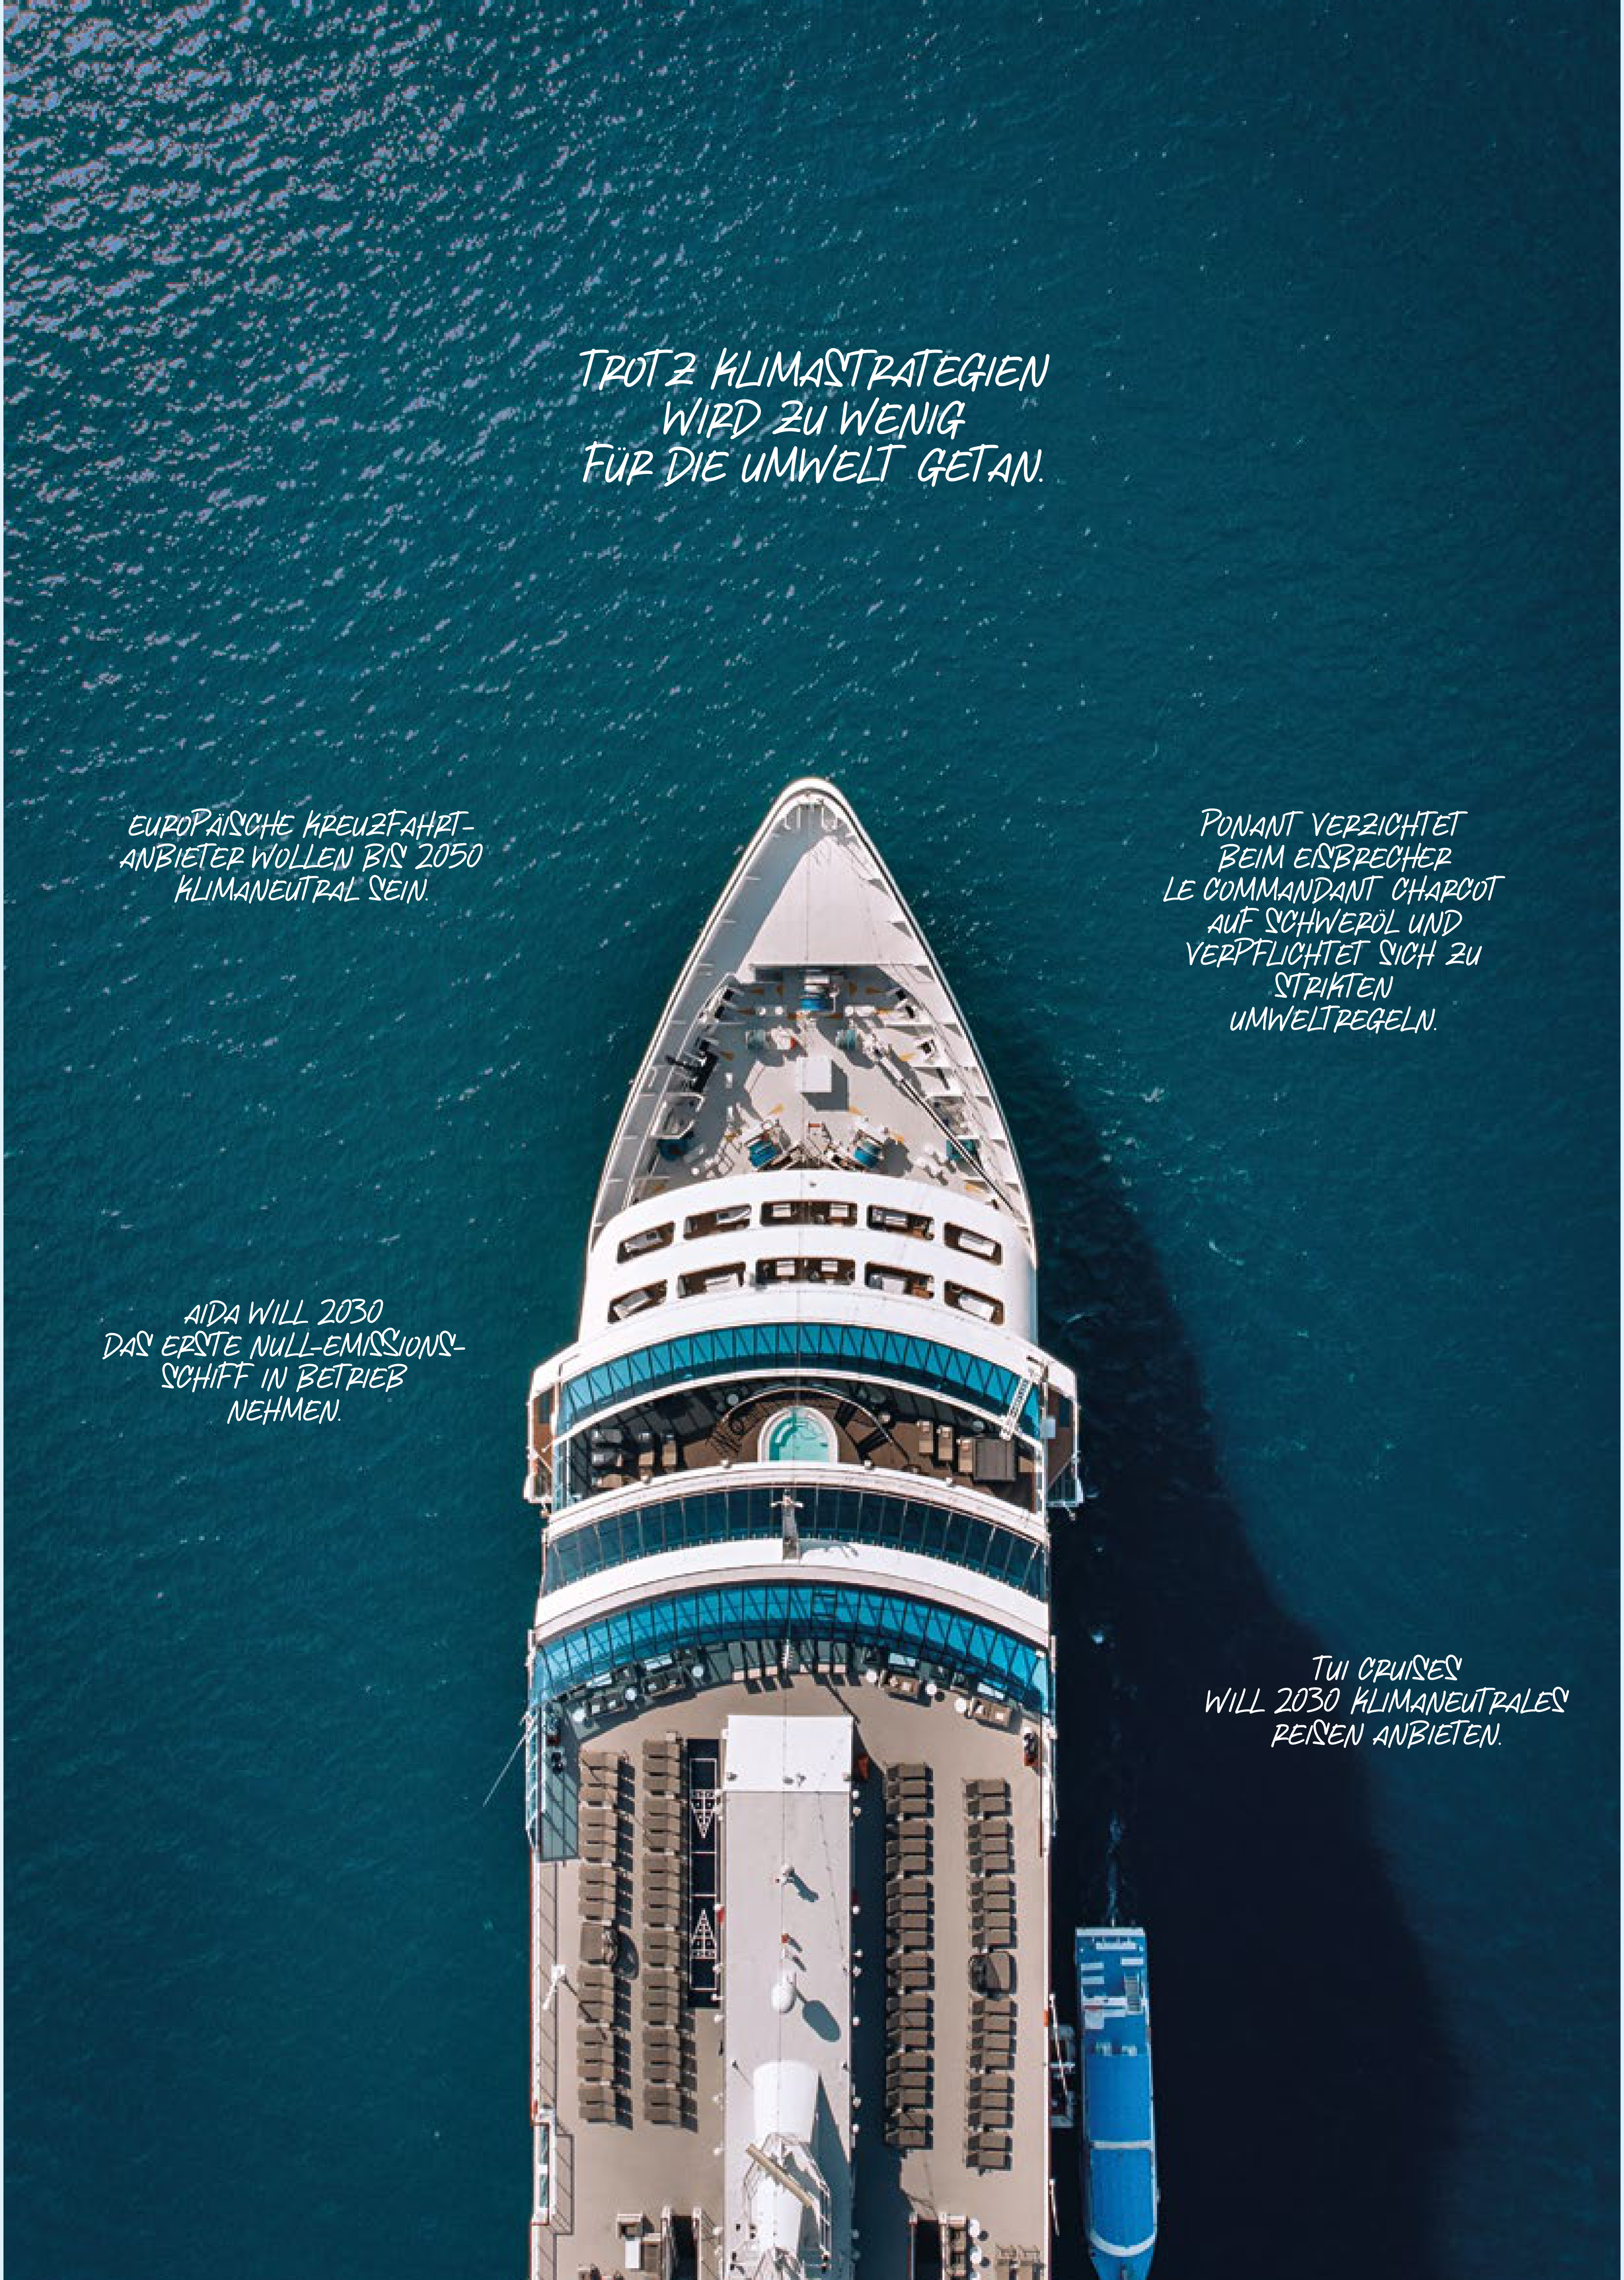 TROTZ KLIMASTRATEGIEN
WIRD ZU WENIG
FÜR DIE UMWELT GETAN.
EUROPÄISCHE KREUZFAHRT-
ANBIETER WOLLEN BIS 2050
KLIMANEUTRAL SEIN.
PONANT VERZICHTET
BEIM EISBRECHER
LE COMMANDANT CHARCOT
AUF SCHWERÖL UND
VERPFLICHTET SICH ZU
STRIKTEN
UMWELTREGELN.
AIDA WILL 2030
DAS ERSTE NULL-EMISSIONS-
SCHIFF IN BETRIEB
NEHMEN.
TUI CRUISES
WILL 2030 KLIMANEUTRALES
REISEN ANBIETEN.